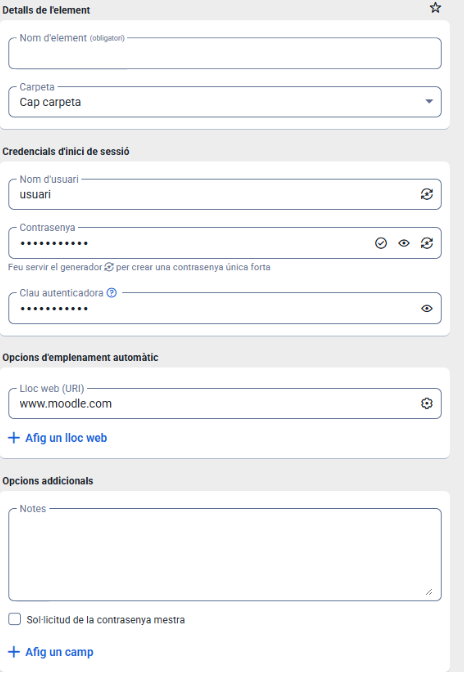 Detalls de l'element
Nom d'element (obligatori)
Carpeta
Cap carpeta
Credencials d'inici de sessió
Nom d'usuari
usuari
Contrasenya
•••••••••••
Feu servir el generador per crear una contrasenya única forta
Clau autenticadora
•••••••••••
Opcions d'emplenament automàtic
Lloc web (URI)
www.moodle.com
+ Afig un lloc web
Opcions addicionals
Notes
Sol·licitud de la contrasenya mestra
+ Afig un camp